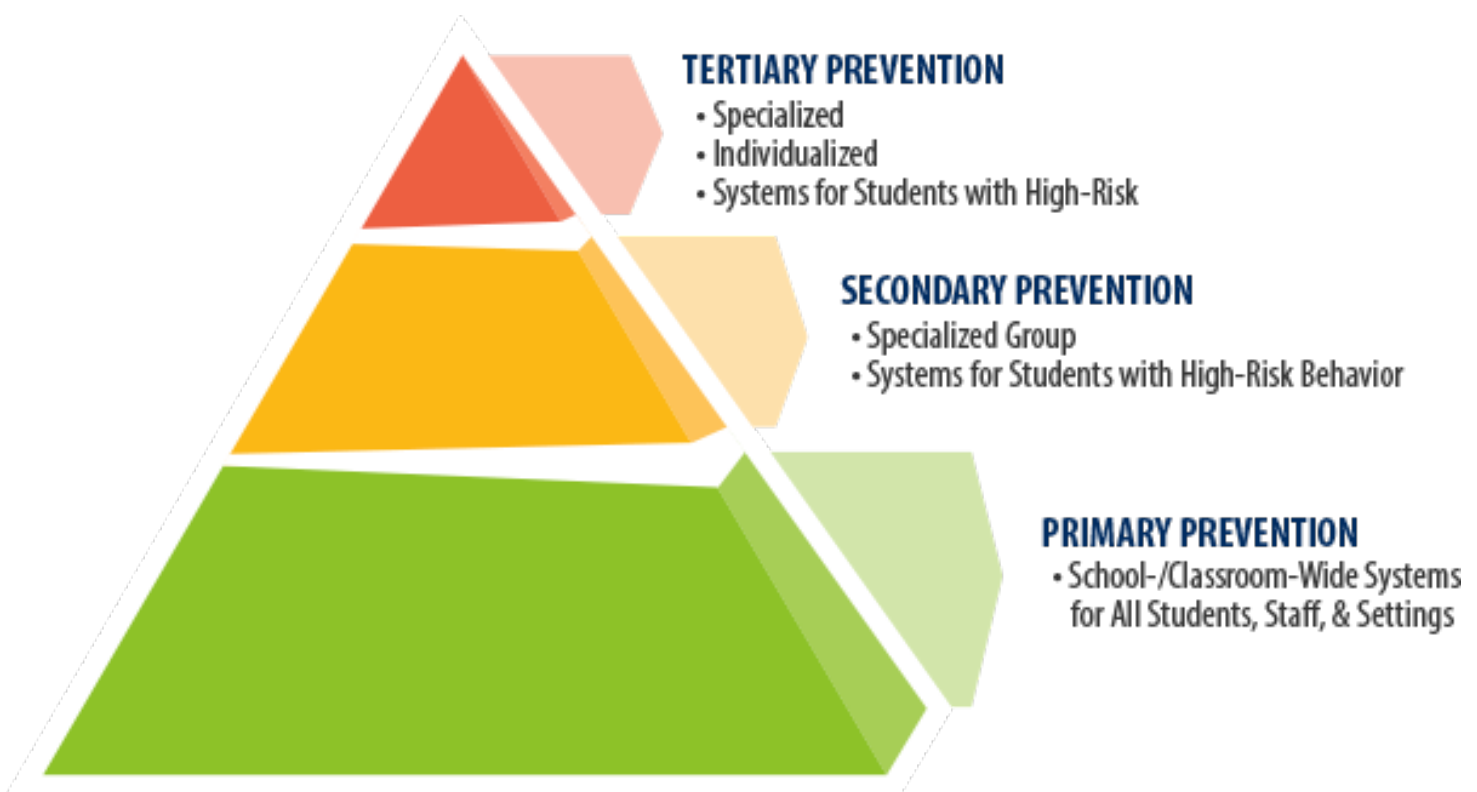 TERTIARY PREVENTION
• Specialized
• Individualized
• Systems for Students with High-Risk
SECONDARY PREVENTION
• Specialized Group
• Systems for Students with High-Risk Behavior
PRIMARY PREVENTION
• School-/Classroom-Wide Systems
for All Students, Staff, & Settings